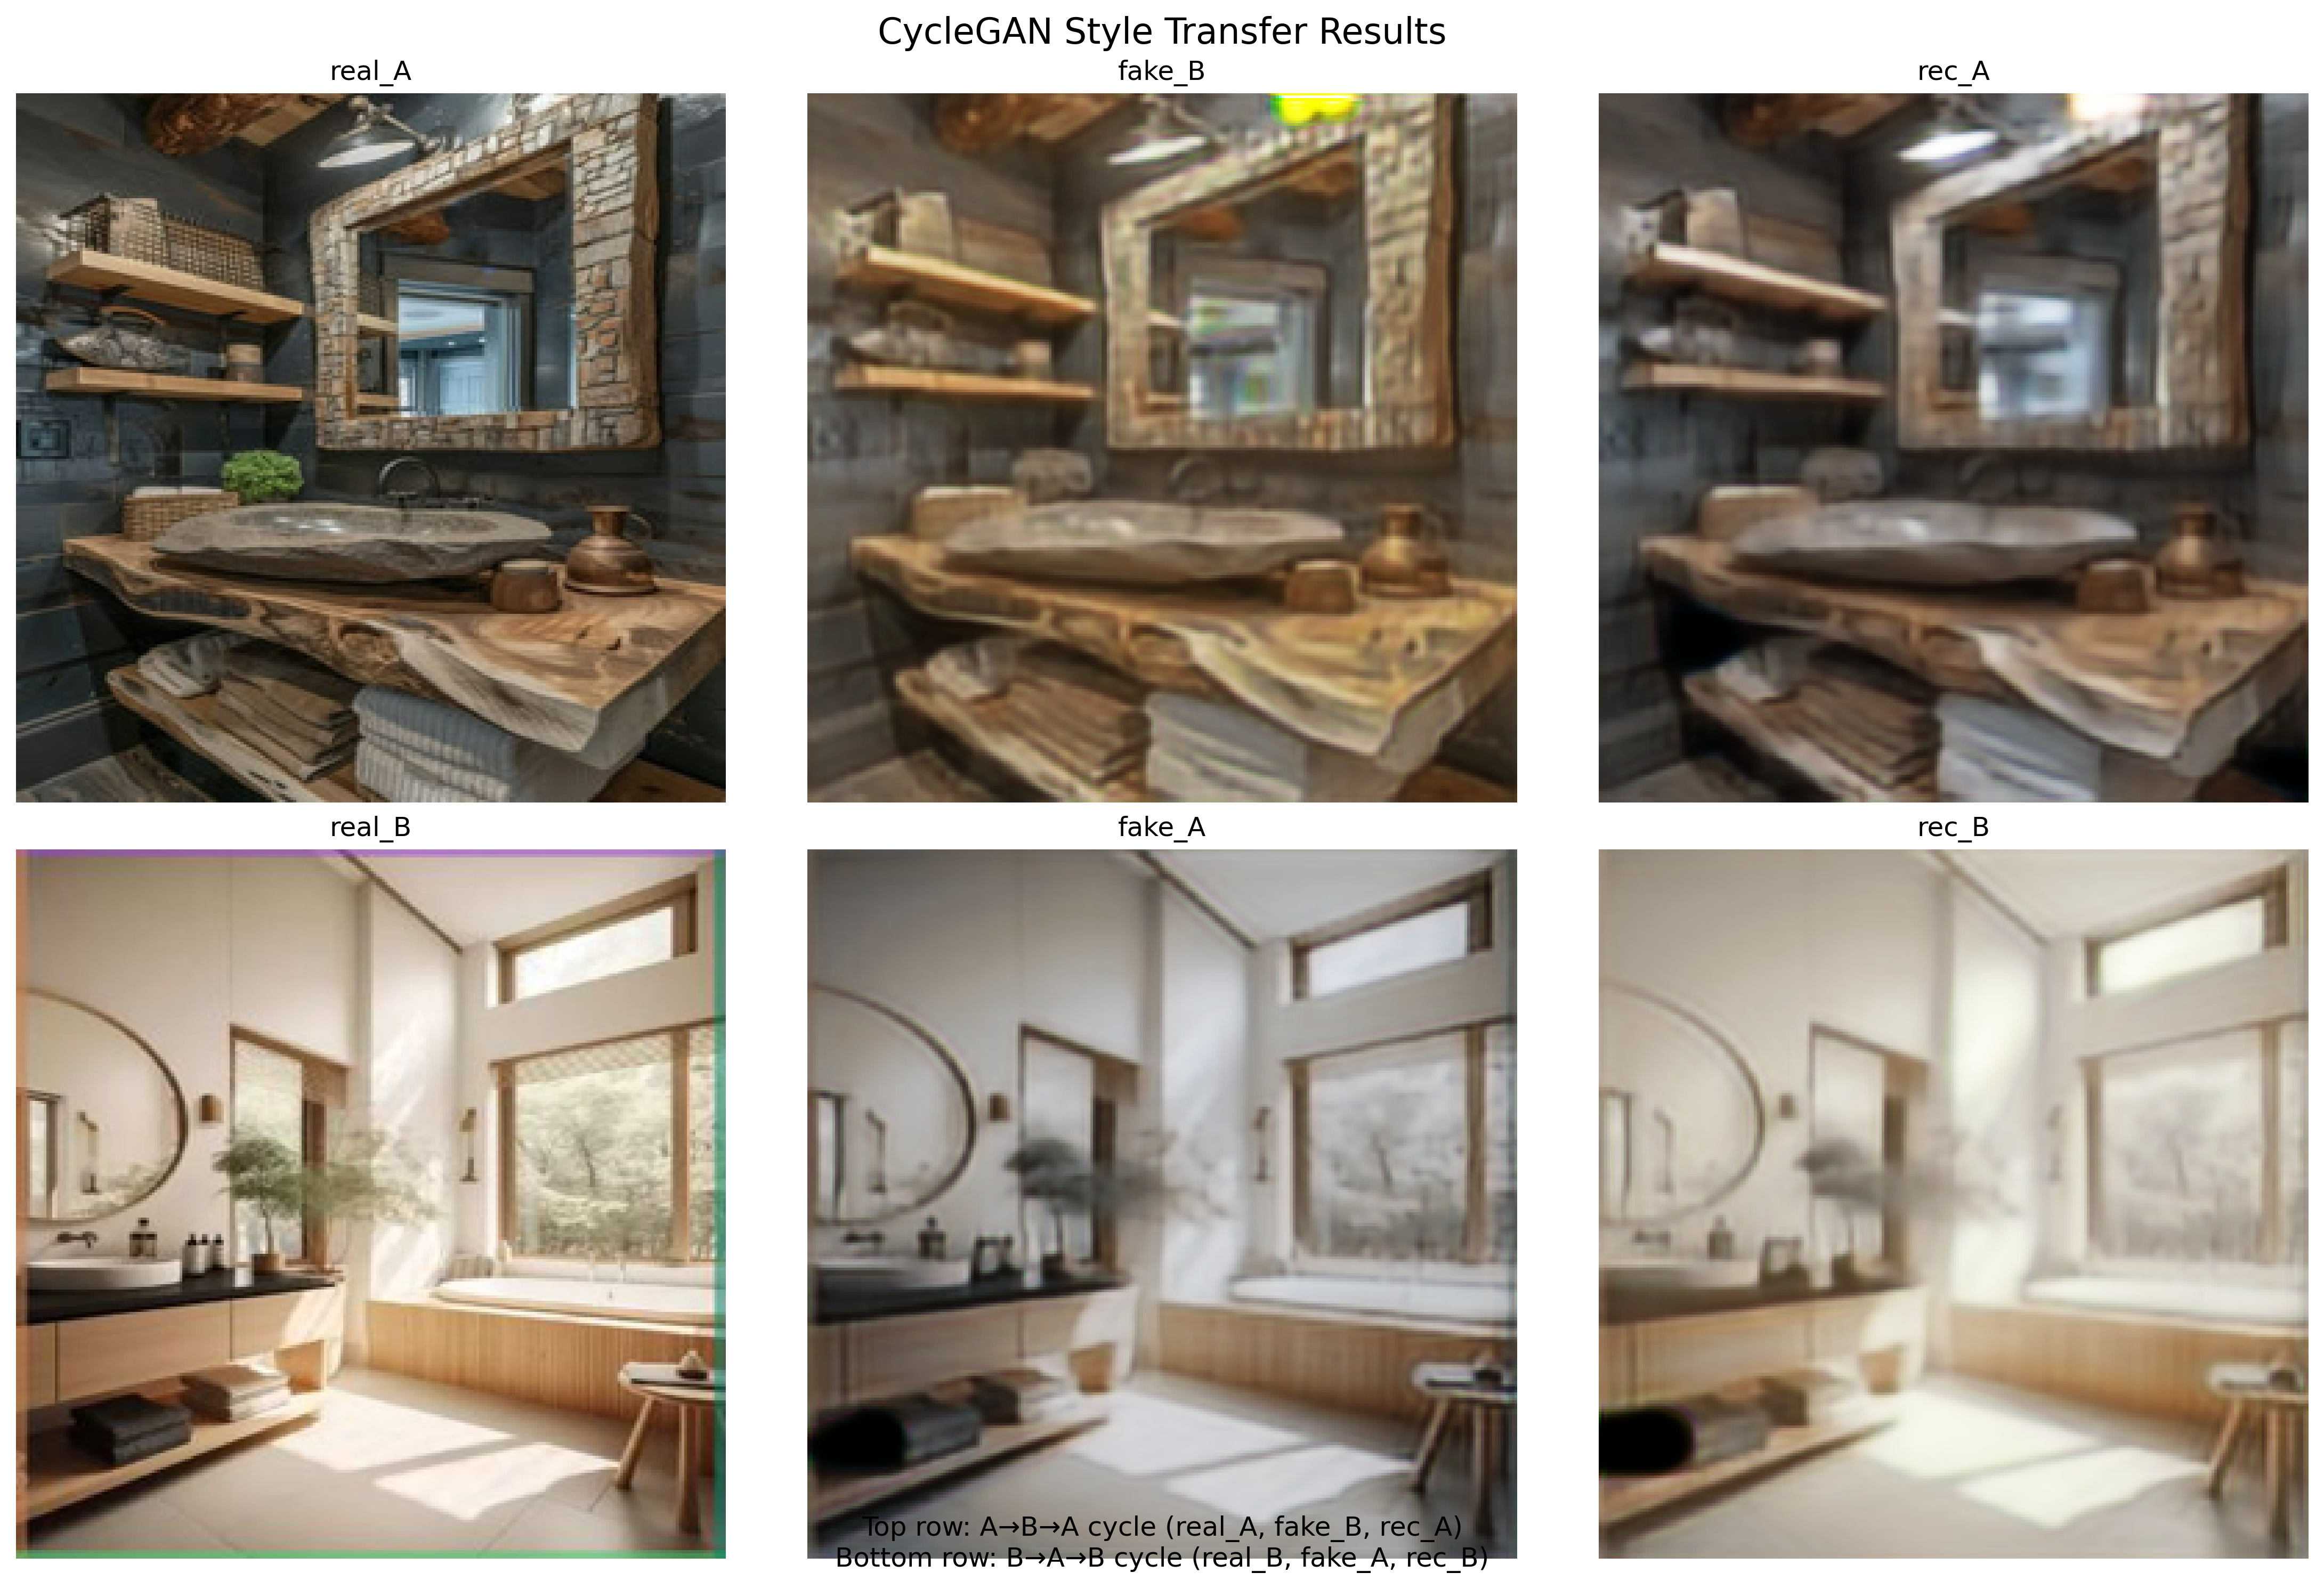 CycleGAN Style Transfer Results
real_A
fake_B
rec_A
real_B
fake_A
rec_B
Top row: A→B→A cycle (real_A, fake_B, rec_A)
Bottom row: B→A→B cycle (real_B, fake_A, rec_B)